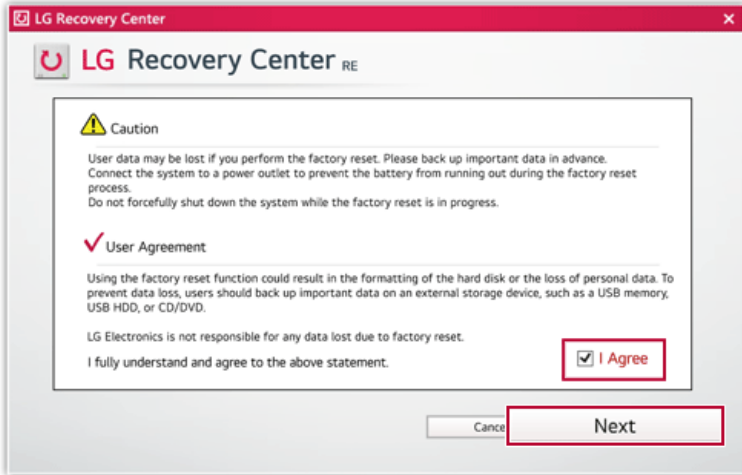 LG Recovery Center
LG Recovery Center RE
Caution
User data may be lost if you perform the factory reset. Please back up important data in advance.
Connect the system to a power outlet to prevent the battery from running out during the factory reset
process.
Do not forcefully shut down the system while the factory reset is in progress.
User Agreement
Using the factory reset function could result in the formatting of the hard disk or the loss of personal data. To
prevent data loss, users should back up important data on an external storage device, such as a USB memory,
USB HDD, or CD/DVD.
LG Electronics is not responsible for any data lost due to factory reset.
I fully understand and agree to the above statement.
I Agree
Cance
Next